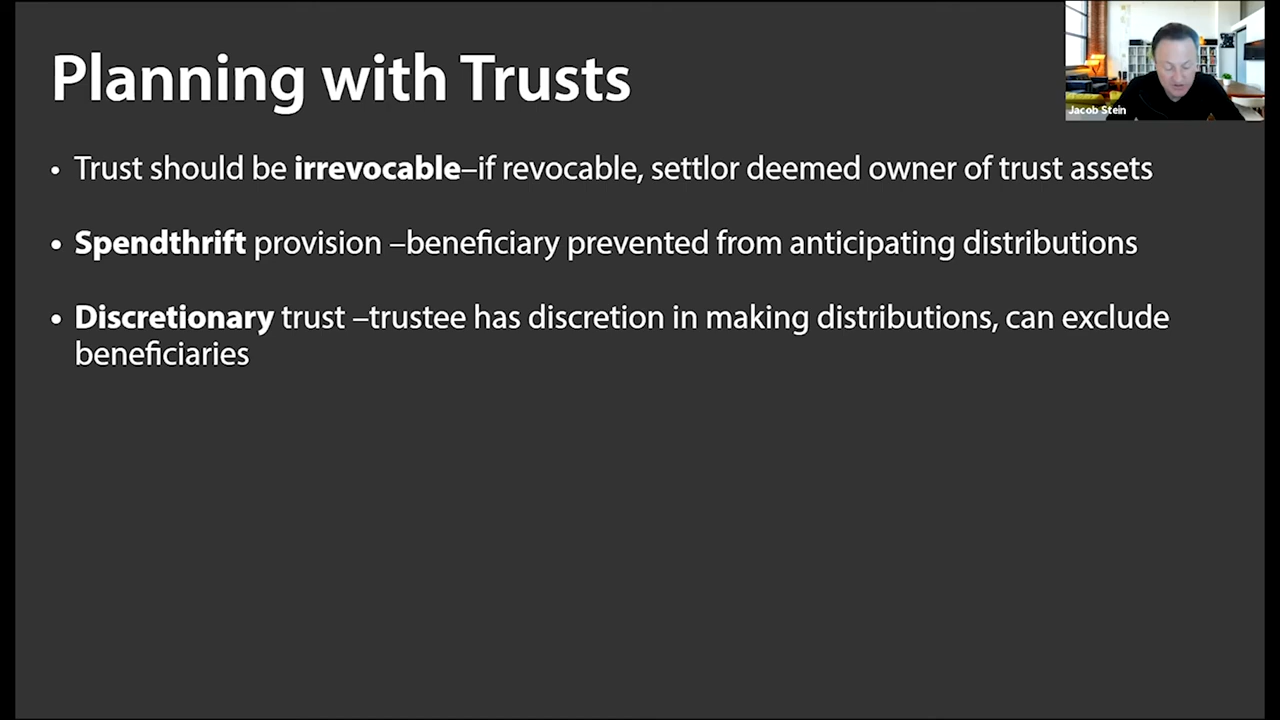 Planning with Trusts
Jacob Stein
• Trust should be irrevocable–if revocable, settlor deemed owner of trust assets
• Spendthrift provision –beneficiary prevented from anticipating distributions
• Discretionary trust –trustee has discretion in making distributions, can exclude
beneficiaries